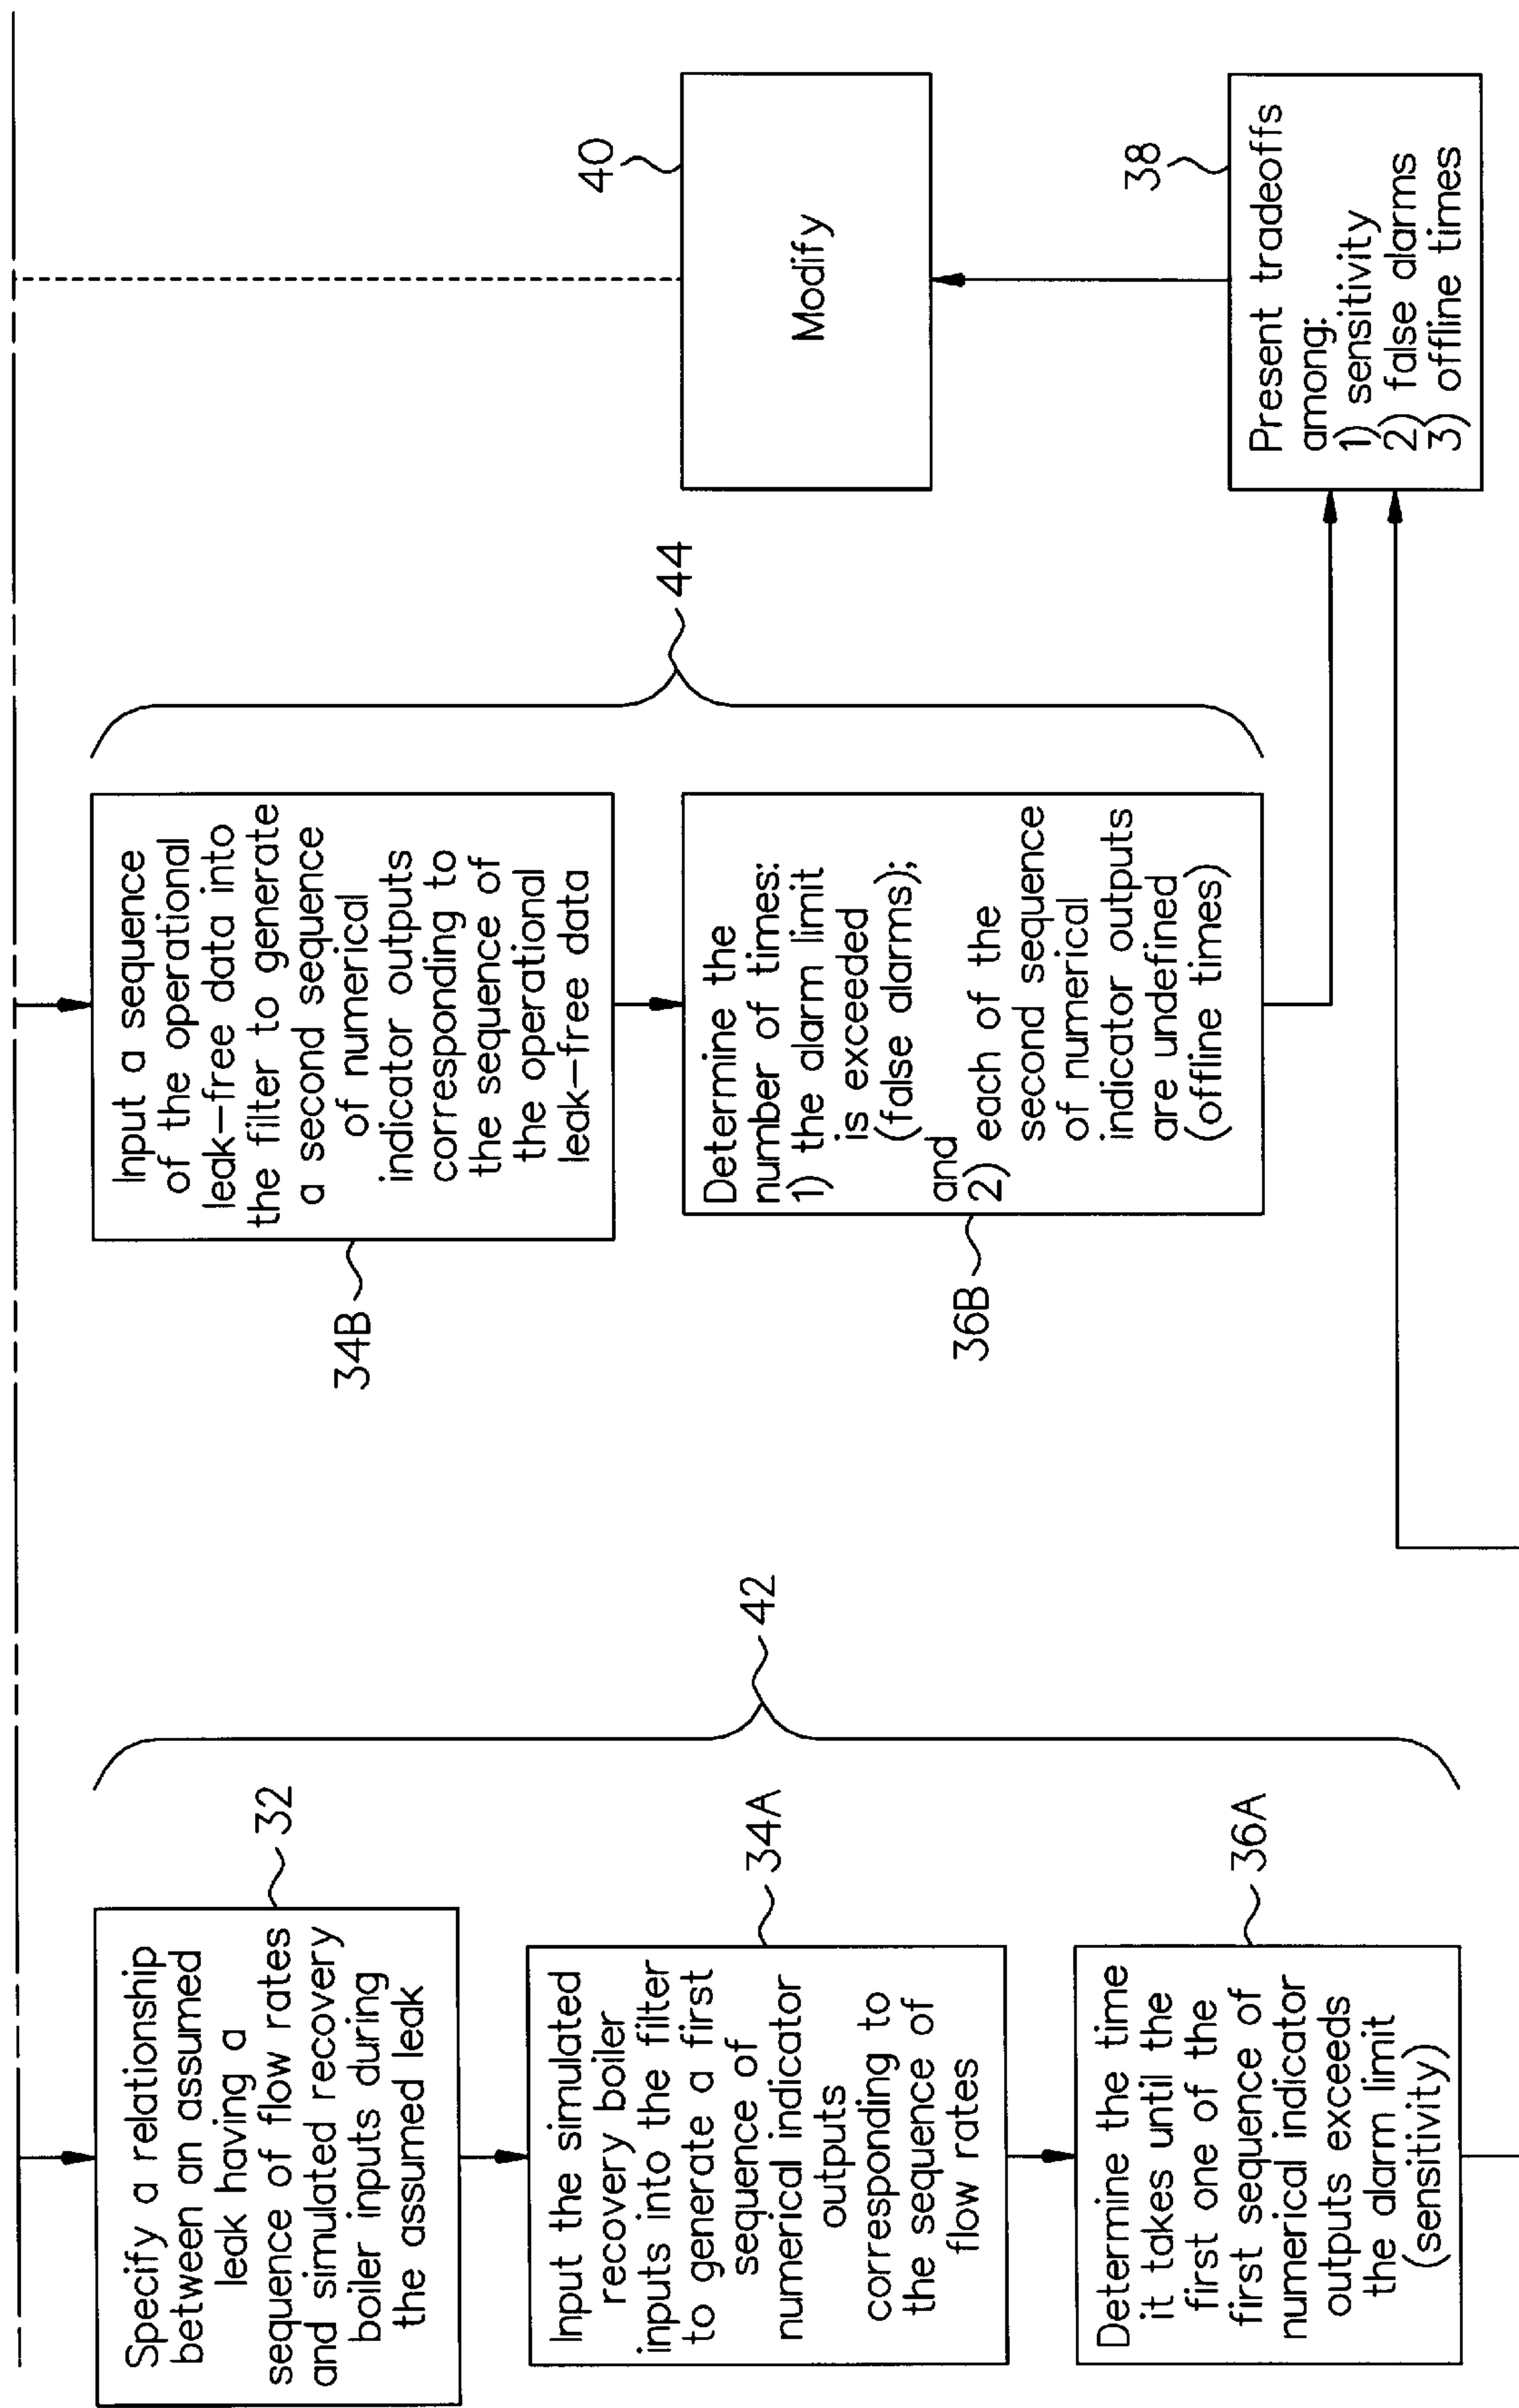 Specify a relationship
between an assumed
leak having a
sequence of flow rates
and simulated recovery
boiler inputs during
the assumed leak
32
Input the simulated
recovery boiler
inputs into the filter
to generate a first
sequence of
numerical indicator
outputs
corresponding to
the sequence of
flow rates
34A
Determine the time
it takes until the
first one of the
first sequence of
numerical indicator
outputs exceeds
the alarm limit
(sensitivity)
36A
42
Input a sequence
of the operational
leak-free data into
the filter to generate
a second sequence
of numerical
indicator outputs
corresponding to
the sequence of
the operational
leak-free data
34B
Determine the
number of times:
1) the alarm limit
is exceeded
(false alarms);
and
2) each of the
second sequence
of numerical
indicator outputs
are undefined
(offline times)
36B
44
Modify
40
Present tradeoffs
among:
1) sensitivity
2) false alarms
3) offline times
38